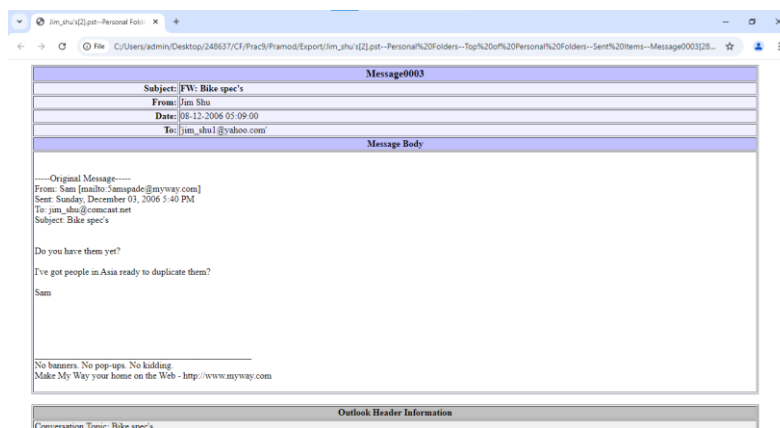 Jim_shu's[2].pst--Personal Fold
File C:/Users/admin/Desktop/248637/CF/Prac9/Pramod/Export/Jim_shu's[2].pst--Personal%20Folders--Top%20of%20Personal%20Folders--Sent%20Items--Message0003[28...
Message0003
Subject: FW: Bike spec's
From: Jim Shu
Date: 08-12-2006 05:09:00
To: 'jim_shu1@yahoo.com'
Message Body
-----Original Message-----
From: Sam [mailto:5amspade@myway.com]
Sent: Sunday, December 03, 2006 5:40 PM
To: jim_shu@comcast.net
Subject: Bike spec's
Do you have them yet?
I've got people in Asia ready to duplicate them?
Sam
No banners. No pop-ups. No kidding.
Make My Way your home on the Web - http://www.myway.com
Outlook Header Information
Conversation Topic: Bike spec's